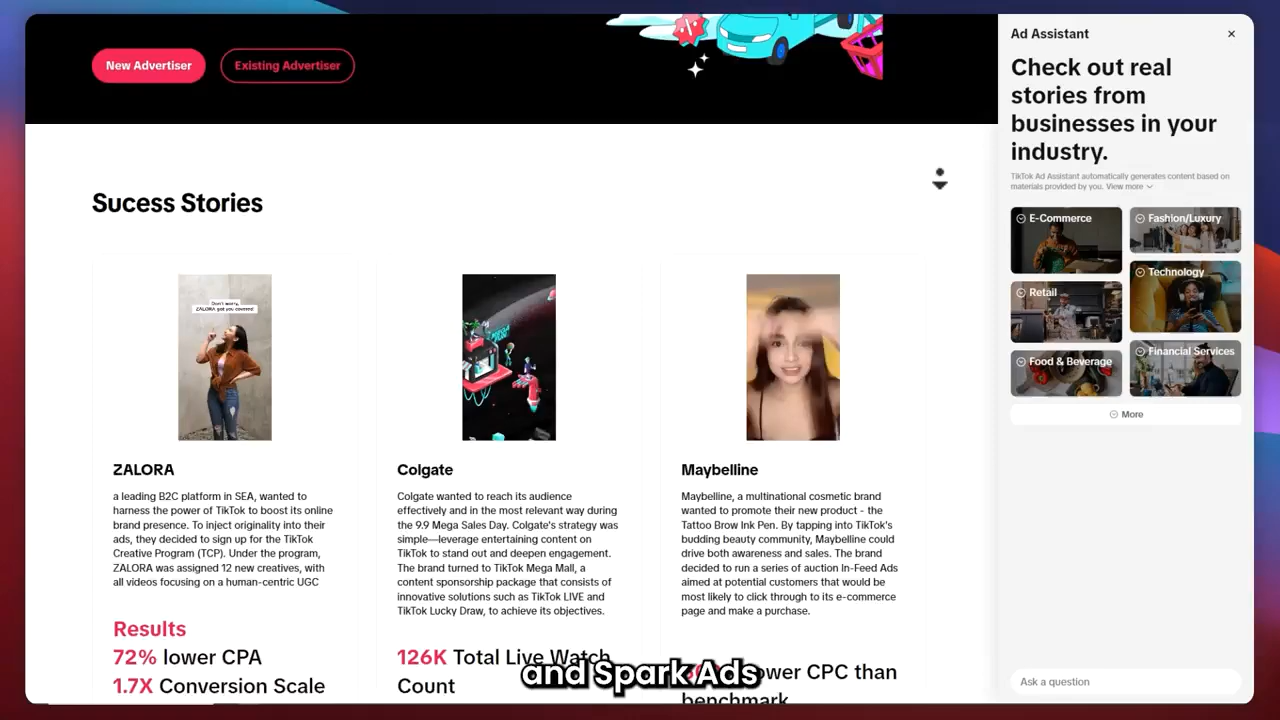 New Advertiser
Existing Advertiser
Sucess Stories
Don't worry,
ZALORA got you covered!
ZALORA
a leading B2C platform in SEA, wanted to
harness the power of TikTok to boost its online
brand presence. To inject originality into their
ads, they decided to sign up for the TikTok
Creative Program (TCP). Under the program,
ZALORA was assigned 12 new creatives, with
all videos focusing on a human-centric UGC
Results
72% lower CPA
1.7X Conversion Scale
Colgate
Colgate wanted to reach its audience
effectively and in the most relevant way during
the 9.9 Mega Sales Day. Colgate's strategy was
simple—leverage entertaining content on
TikTok to stand out and deepen engagement.
The brand turned to TikTok Mega Mall, a
content sponsorship package that consists of
innovative solutions such as TikTok LIVE and
TikTok Lucky Draw, to achieve its objectives.
126K Total Live Watch
Count
Maybelline
Maybelline, a multinational cosmetic brand
wanted to promote their new product - the
Tattoo Brow Ink Pen. By tapping into TikTok's
budding beauty community, Maybelline could
drive both awareness and sales. The brand
decided to run a series of auction In-Feed Ads
aimed at potential customers that would be
most likely to click through to its e-commerce
page and make a purchase.
lower CPC than
benchmark
and Spark Ads
Ad Assistant
Check out real
stories from
businesses in your
industry.
TikTok Ad Assistant automatically generates content based on
materials provided by you. View more
E-Commerce
Fashion/Luxury
Technology
Retail
Financial Services
Food & Beverage
More
Ask a question